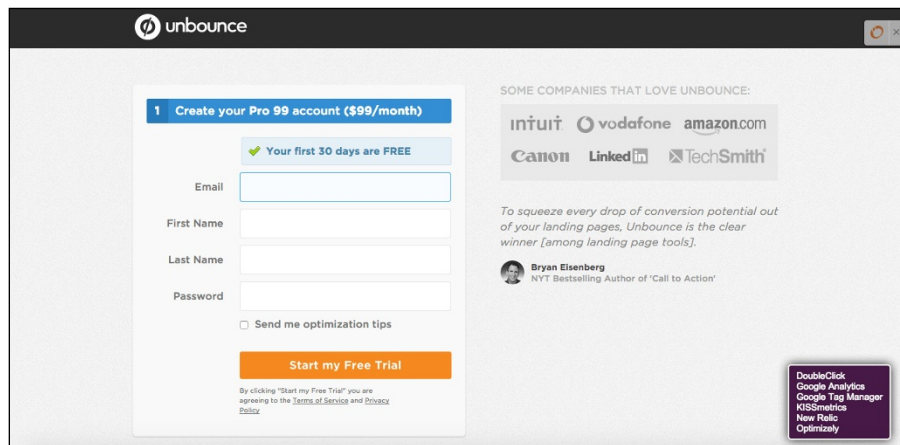 unbounce
1 Create your Pro 99 account ($99/month)
Your first 30 days are FREE
Email
First Name
Last Name
Password
Send me optimization tips
Start my Free Trial
By clicking "Start my Free Trial" you are
agreeing to the Terms of Service and Privacy
Policy
SOME COMPANIES THAT LOVE UNBOUNCE:
intuit vodafone amazon.com
Canon Linked in TechSmith
To squeeze every drop of conversion potential out
of your landing pages, Unbounce is the clear
winner [among landing page tools].
Bryan Eisenberg
NYT Bestselling Author of 'Call to Action'
DoubleClick
Google Analytics
Google Tag Manager
KISSmetrics
New Relic
Optimizely